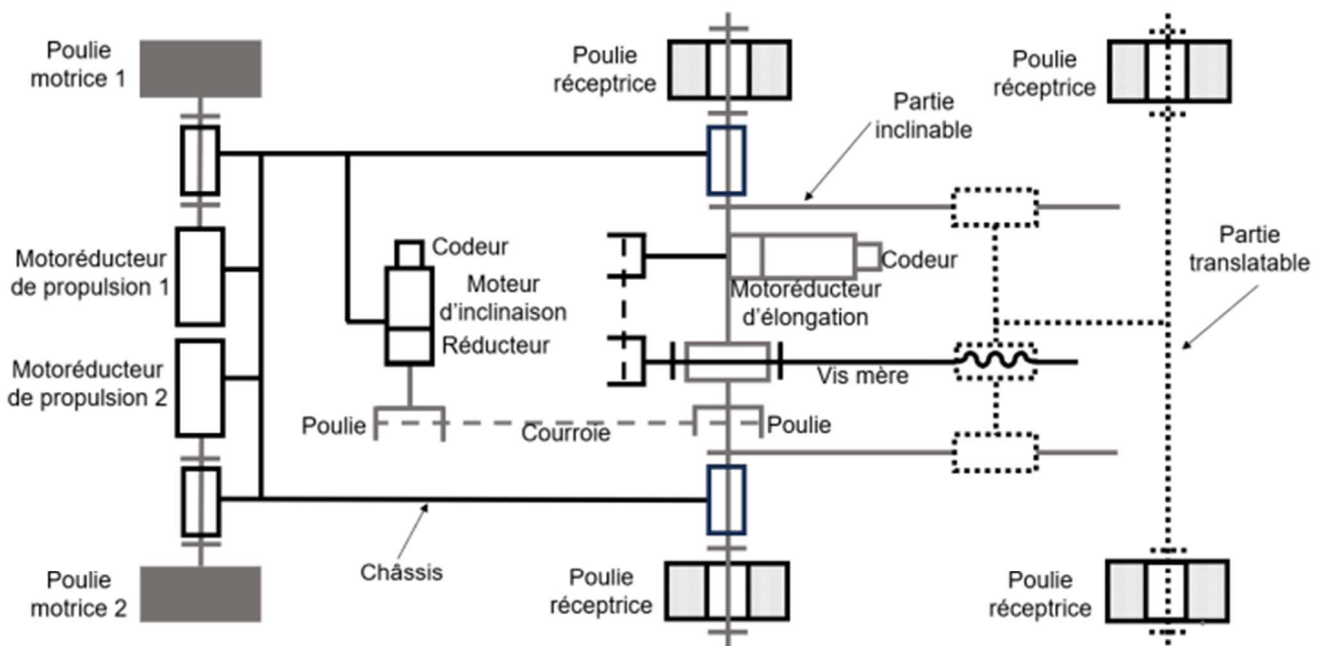 Poulie
motrice 1
Poulie
réceptrice
Poulie
réceptrice
Partie
inclinable
Partie
translatable
Codeur
Moteur
d'inclinaison
Réducteur
Codeur
Motoréducteur
d'élongation
Motoréducteur
de propulsion 1
Motoréducteur
de propulsion 2
Vis mère
Poulie
Courroie
Poulie
Châssis
Poulie
motrice 2
Poulie
réceptrice
Poulie
réceptrice